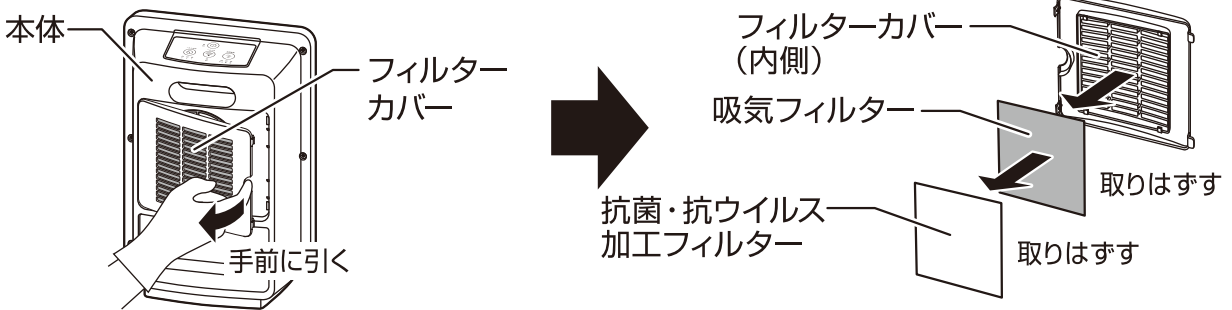 本体
フィルター
カバー
手前に引く
フィルターカバー
（内側）
吸気フィルター
取りはずす
抗菌・抗ウイルス
加工フィルター
取りはずす